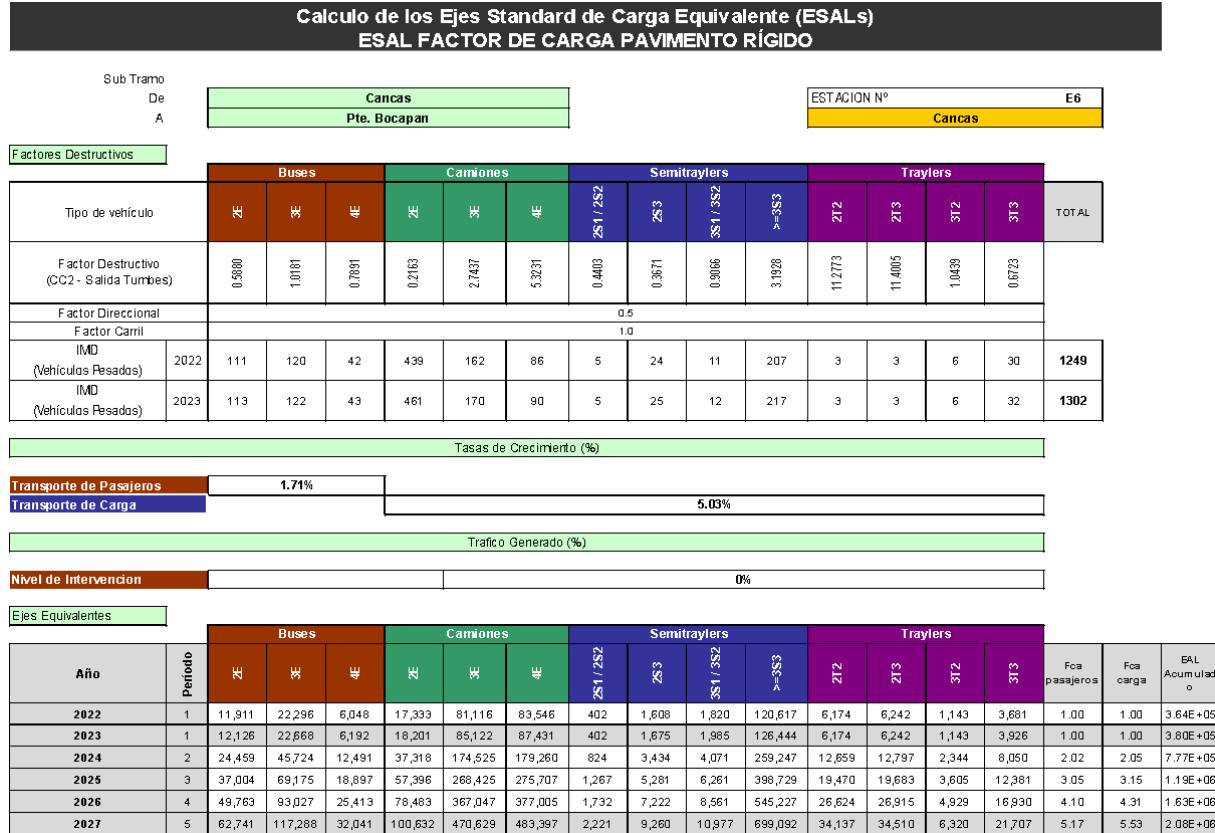 Calculo de los Ejes Standard de Carga Equivalente (ESALs)
ESAL FACTOR DE CARGA PAVIMENTO RÍGIDO
Sub Tramo
De Cancas ESTACION Nº E6
A Pte. Bocapan Cancas
Factores Destructivos
Buses Camiones Semitraylers Traylers
Tipo de vehículo 2E 3E 4E 2E 3E 4E 2S1 / 2S2 2S3 3S1 / 3S2 >=3S3 2T2 2T3 3T2 3T3 TOTAL
Factor Destructivo
(CC2 - Salida Tumbes) 0.5880 1.0181 0.7891 0.2163 2.7437 5.3231 0.4403 0.3671 0.9066 3.1928 11.2773 11.4005 1.0439 0.6723
Factor Direccional 0.5
Factor Carril 1.0
IMD
(Vehículos Pesados) 2022 111 120 42 439 162 86 5 24 11 207 3 3 6 30 1249
IMD
(Vehículos Pesados) 2023 113 122 43 461 170 90 5 25 12 217 3 3 6 32 1302
Tasas de Crecimiento (%)
Transporte de Pasajeros 1.71%
Transporte de Carga 5.03%
Trafico Generado (%)
Nivel de Intervencion 0%
Ejes Equivalentes
Buses Camiones Semitraylers Traylers
Año Período 2E 3E 4E 2E 3E 4E 2S1 / 2S2 2S3 3S1 / 3S2 >=3S3 2T2 2T3 3T2 3T3 Fca pasajeros Fca carga EAL Acumulado
2022 1 11,911 22,296 6,048 17,333 81,116 83,546 402 1,608 1,820 120,617 6,174 6,242 1,143 3,681 1.00 1.00 3.64E+05
2023 1 12,126 22,668 6,192 18,201 85,122 87,431 402 1,675 1,985 126,444 6,174 6,242 1,143 3,926 1.00 1.00 3.80E+05
2024 2 24,459 45,724 12,491 37,318 174,525 179,260 824 3,434 4,071 259,247 12,659 12,797 2,344 8,050 2.02 2.05 7.77E+05
2025 3 37,004 69,175 18,897 57,396 268,425 275,707 1,267 5,281 6,261 398,729 19,470 19,683 3,605 12,381 3.05 3.15 1.19E+06
2026 4 49,763 93,027 25,413 78,483 367,047 377,005 1,732 7,222 8,561 545,227 26,624 26,915 4,929 16,930 4.10 4.31 1.63E+06
2027 5 62,741 117,288 32,041 100,632 470,629 483,397 2,221 9,260 10,977 699,092 34,137 34,510 6,320 21,707 5.17 5.53 2.08E+06